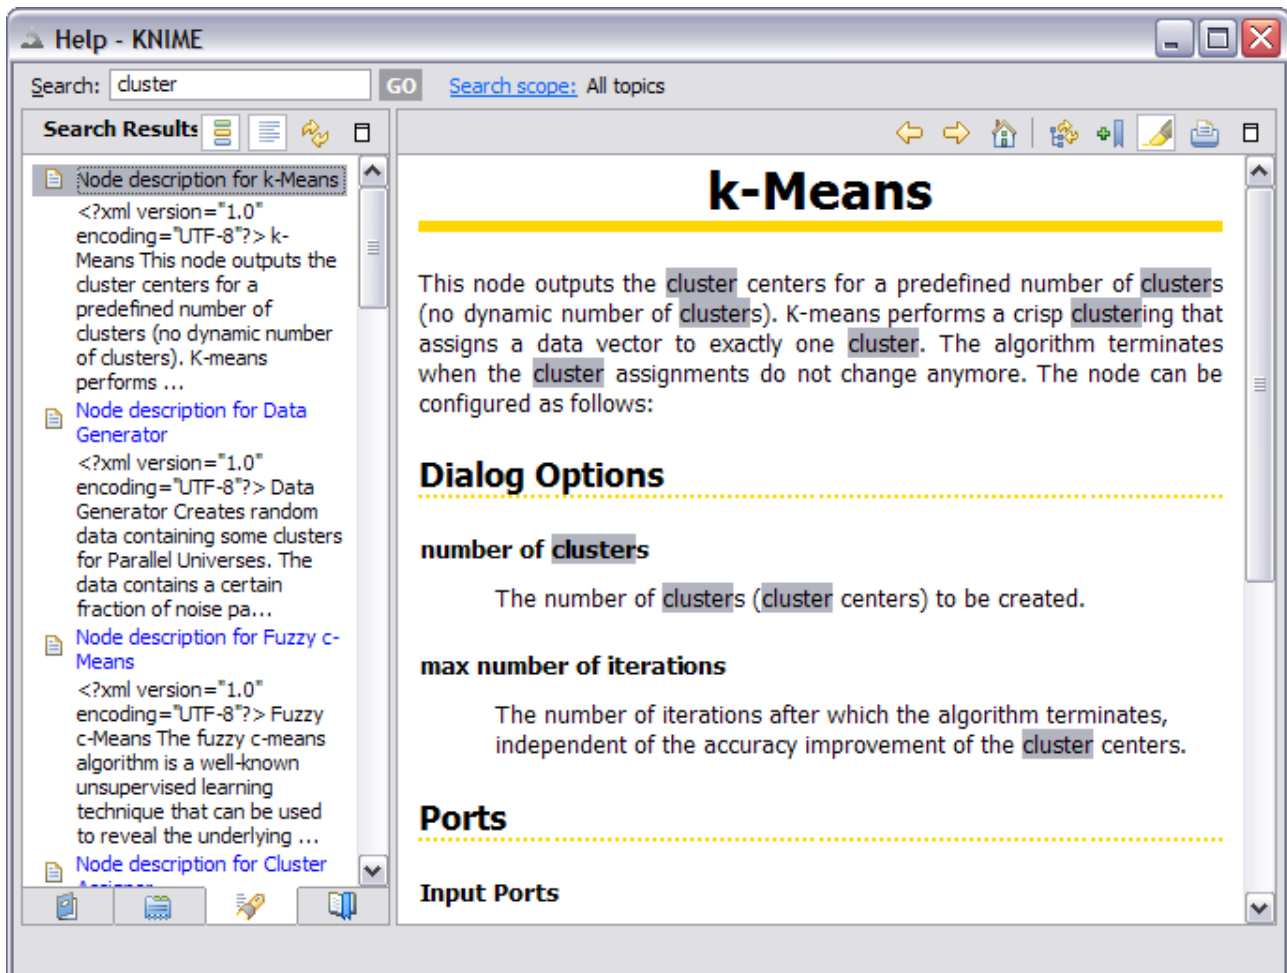 Help - KNIME
Search: cluster GO Search scope: All topics
Search Results
Node description for k-Means
<?xml version="1.0"
encoding="UTF-8"?> k-
Means This node outputs the
cluster centers for a
predefined number of
clusters (no dynamic number
of clusters). K-means
performs ...
Node description for Data
Generator
<?xml version="1.0"
encoding="UTF-8"?> Data
Generator Creates random
data containing some clusters
for Parallel Universes. The
data contains a certain
fraction of noise pa...
Node description for Fuzzy c-
Means
<?xml version="1.0"
encoding="UTF-8"?> Fuzzy
c-Means The fuzzy c-means
algorithm is a well-known
unsupervised learning
technique that can be used
to reveal the underlying ...
Node description for Cluster
k-Means
This node outputs the cluster centers for a predefined number of clusters
(no dynamic number of clusters). K-means performs a crisp clustering that
assigns a data vector to exactly one cluster. The algorithm terminates
when the cluster assignments do not change anymore. The node can be
configured as follows:
Dialog Options
number of clusters
The number of clusters (cluster centers) to be created.
max number of iterations
The number of iterations after which the algorithm terminates,
independent of the accuracy improvement of the cluster centers.
Ports
Input Ports